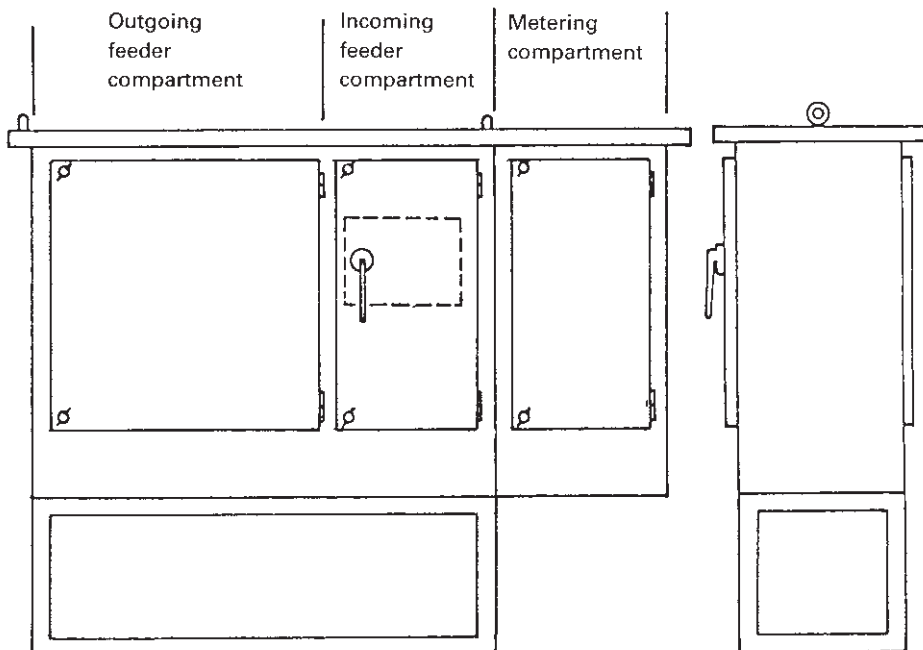 Outgoing
feeder
compartment
Incoming
feeder
compartment
Metering
compartment